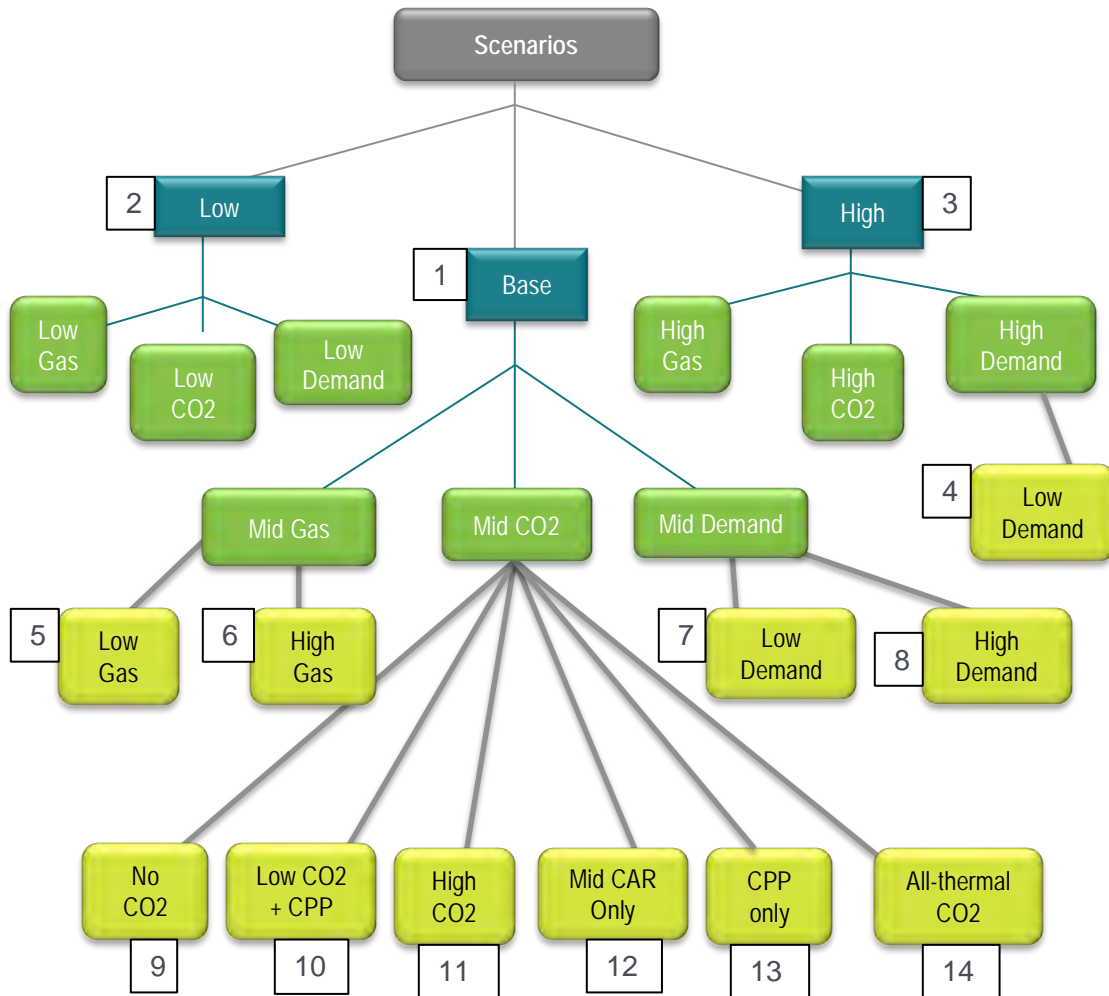 Scenarios
2
Low
High
3
1
Base
Low
Gas
Low
CO2
Low
Demand
High
Gas
High
CO2
High
Demand
Mid Gas
Mid CO2
Mid Demand
4
Low
Demand
5
Low
Gas
6
High
Gas
7
Low
Demand
8
High
Demand
No
CO2
Low CO2
+ CPP
High
CO2
Mid CAR
Only
CPP
only
All-thermal
CO2
9
10
11
12
13
14